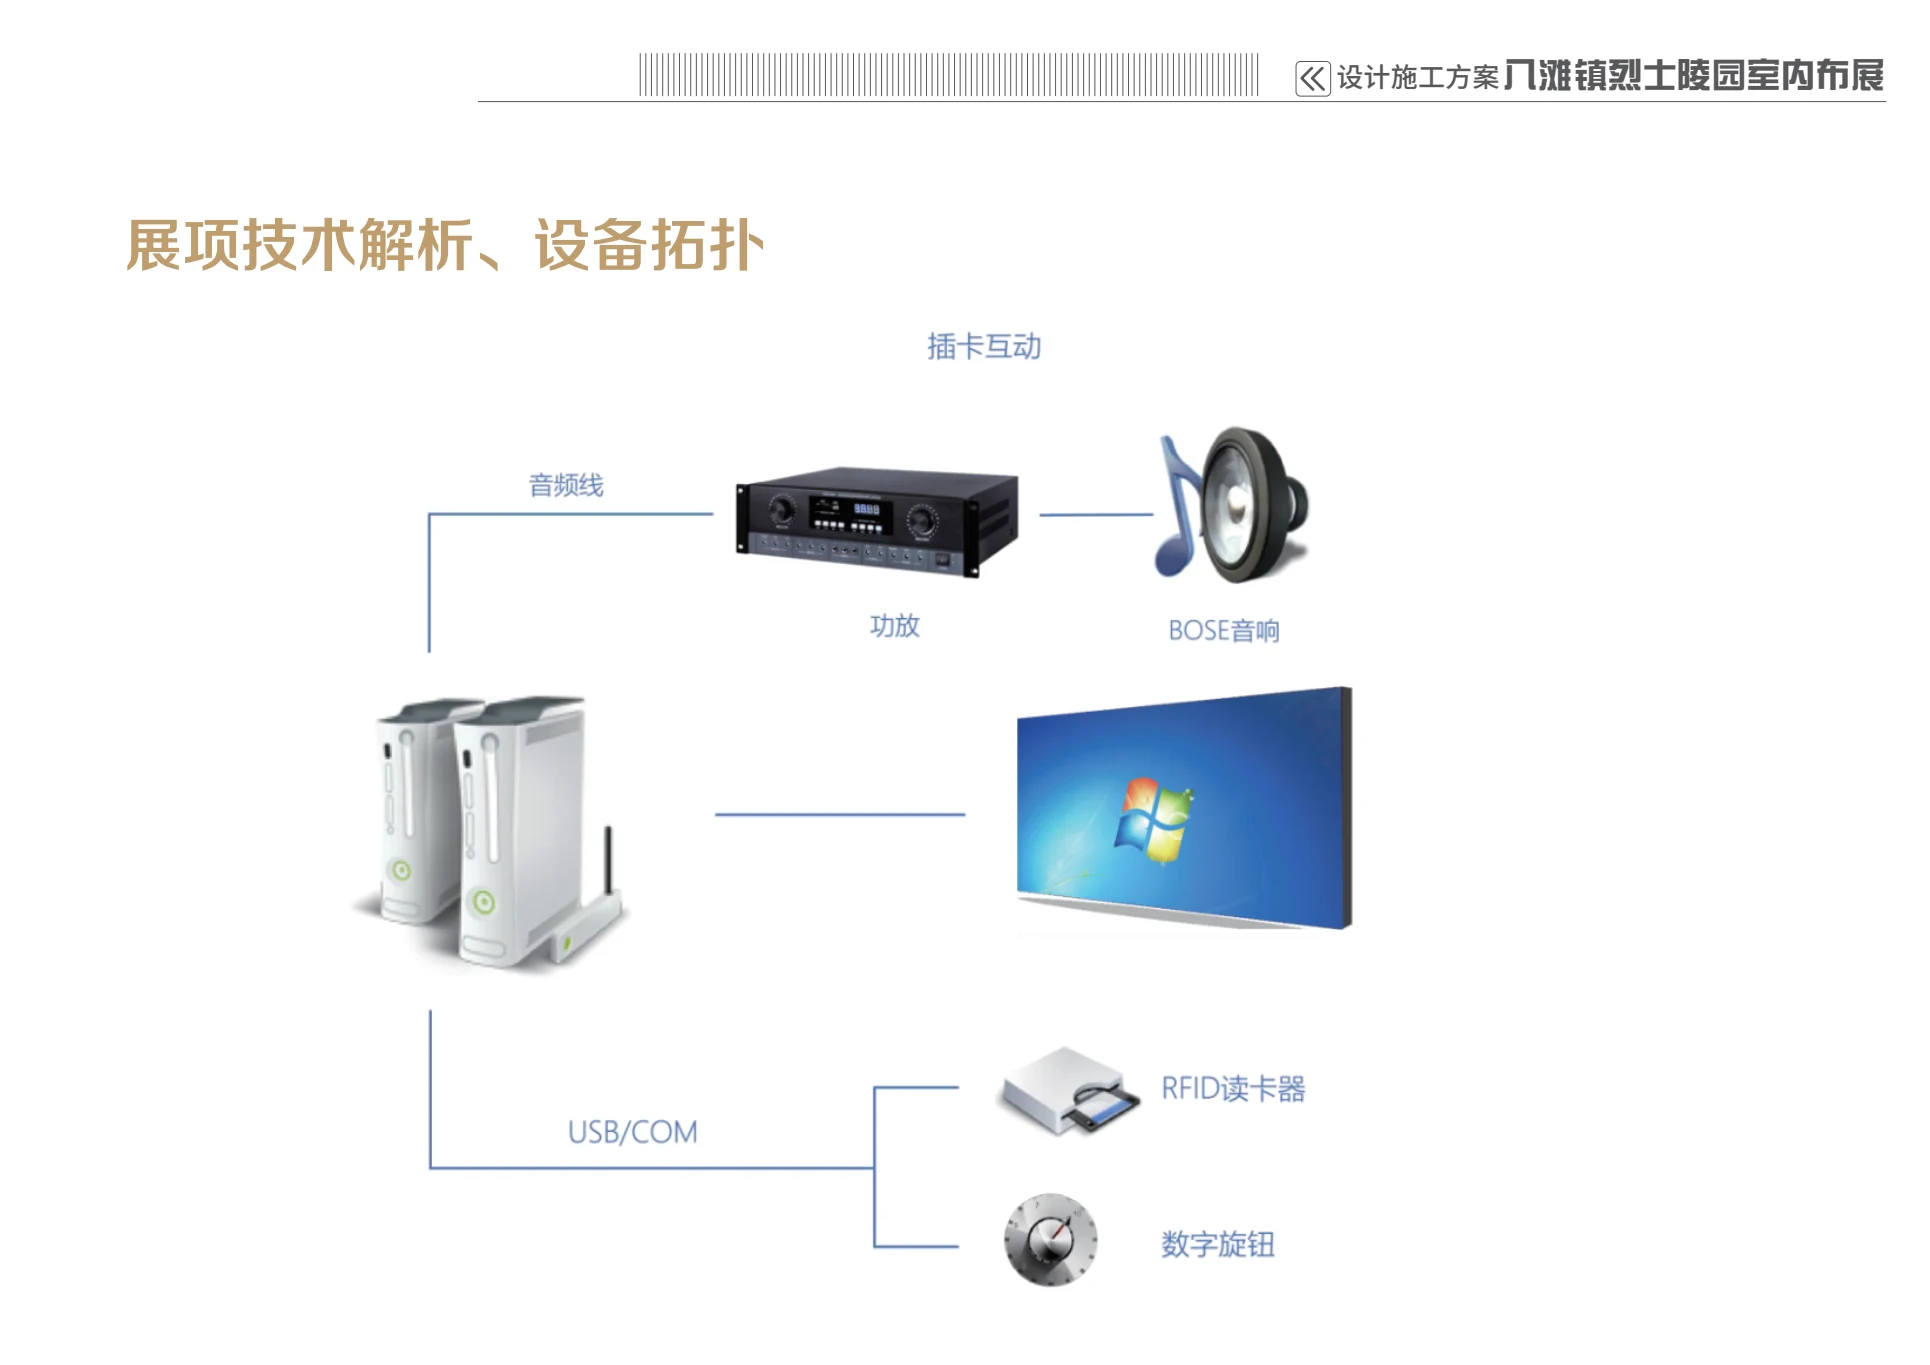 设计施工方案 八滩镇烈士陵园室内布展
展项技术解析、设备拓扑
插卡互动
音频线
功放
BOSE音响
RFID读卡器
USB/COM
数字旋钮